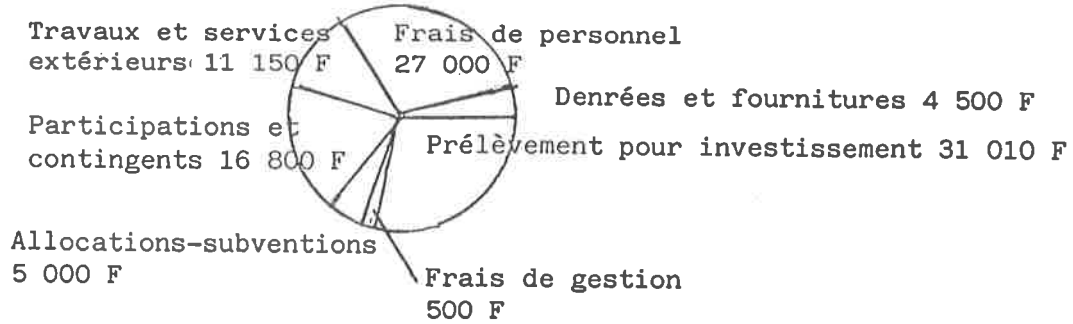 Travaux et services
extérieurs 11 150 F
Frais de personnel
27 000 F
Denrées et fournitures 4 500 F
Participations et
contingents 16 800 F
Prélèvement pour investissement 31 010 F
Allocations-subventions
5 000 F
Frais de gestion
500 F